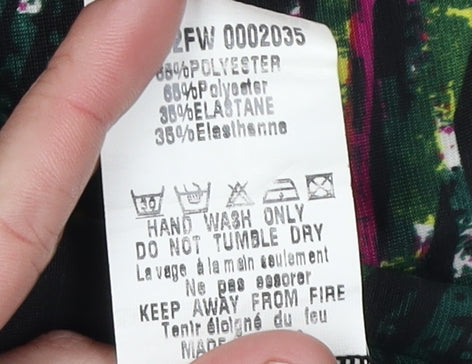 2FW 0002035
65%POLYESTER
65%Polyester
35%ELASTANE
35%Elasthanne
30
HAND WASH ONLY
DO NOT TUMBLE DRY
Lavage à la main seulement
Ne pas essorer
KEEP AWAY FROM FIRE
Tenir éloigné du feu
MADE